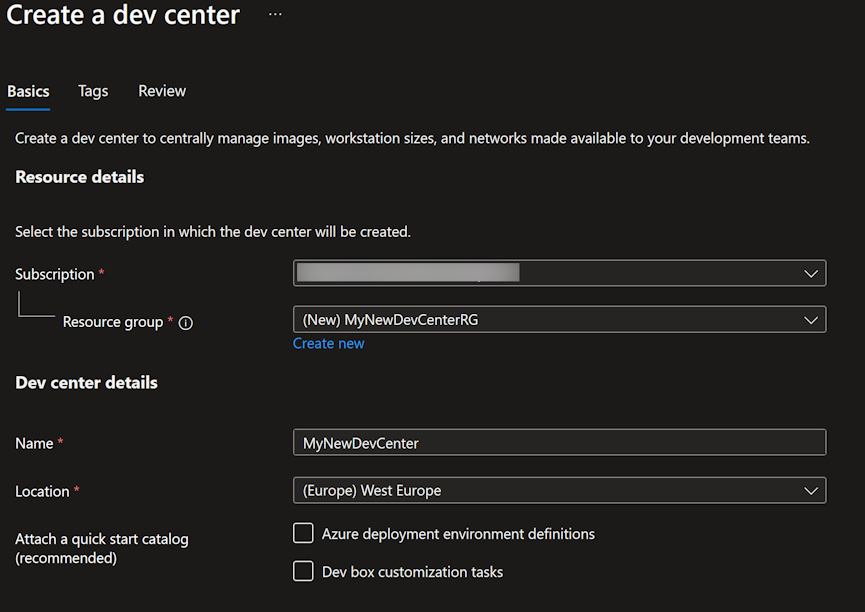 Create a dev center ...
Basics Tags Review
Create a dev center to centrally manage images, workstation sizes, and networks made available to your development teams.
Resource details
Select the subscription in which the dev center will be created.
Subscription *
Resource group * (New) MyNewDevCenterRG
Create new
Dev center details
Name * MyNewDevCenter
Location * (Europe) West Europe
Attach a quick start catalog
(recommended)
Azure deployment environment definitions
Dev box customization tasks